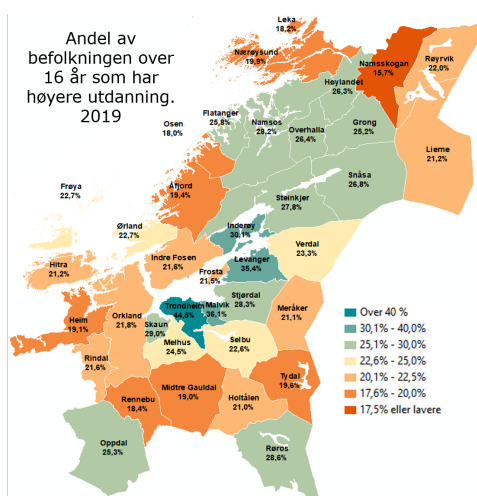 Andel av
befolkningen over
16 år som har
høyere utdanning.
2019
Leka
18,2%
Nærøysund
19,9%
Namsskogan
15,7%
Røyrvik
22,0%
Høylandet
26,3%
Flatanger
25,8%
Osen
18,0%
Namsos
28,2%
Overhalla
26,4%
Grong
25,2%
Lierne
21,2%
Snåsa
26,8%
Frøya
22,7%
Åfjord
19,4%
Steinkjer
27,8%
Ørland
22,7%
Inderøy
30,1%
Verdal
23,3%
Hitra
21,2%
Indre Fosen
21,6%
Frosta
21,5%
Levanger
35,4%
Heim
19,1%
Orkland
21,8%
Trondheim
44,5%
Malvik
36,1%
Stjørdal
28,3%
Meråker
21,1%
Skaun
29,0%
Melhus
24,5%
Selbu
22,6%
Rindal
21,6%
Rennebu
18,4%
Midtre Gauldal
19,0%
Holtålen
21,0%
Tydal
19,6%
Oppdal
25,3%
Røros
28,6%
Over 40 %
30,1% - 40,0%
25,1% - 30,0%
22,6% - 25,0%
20,1% - 22,5%
17,6% - 20,0%
17,5% eller lavere